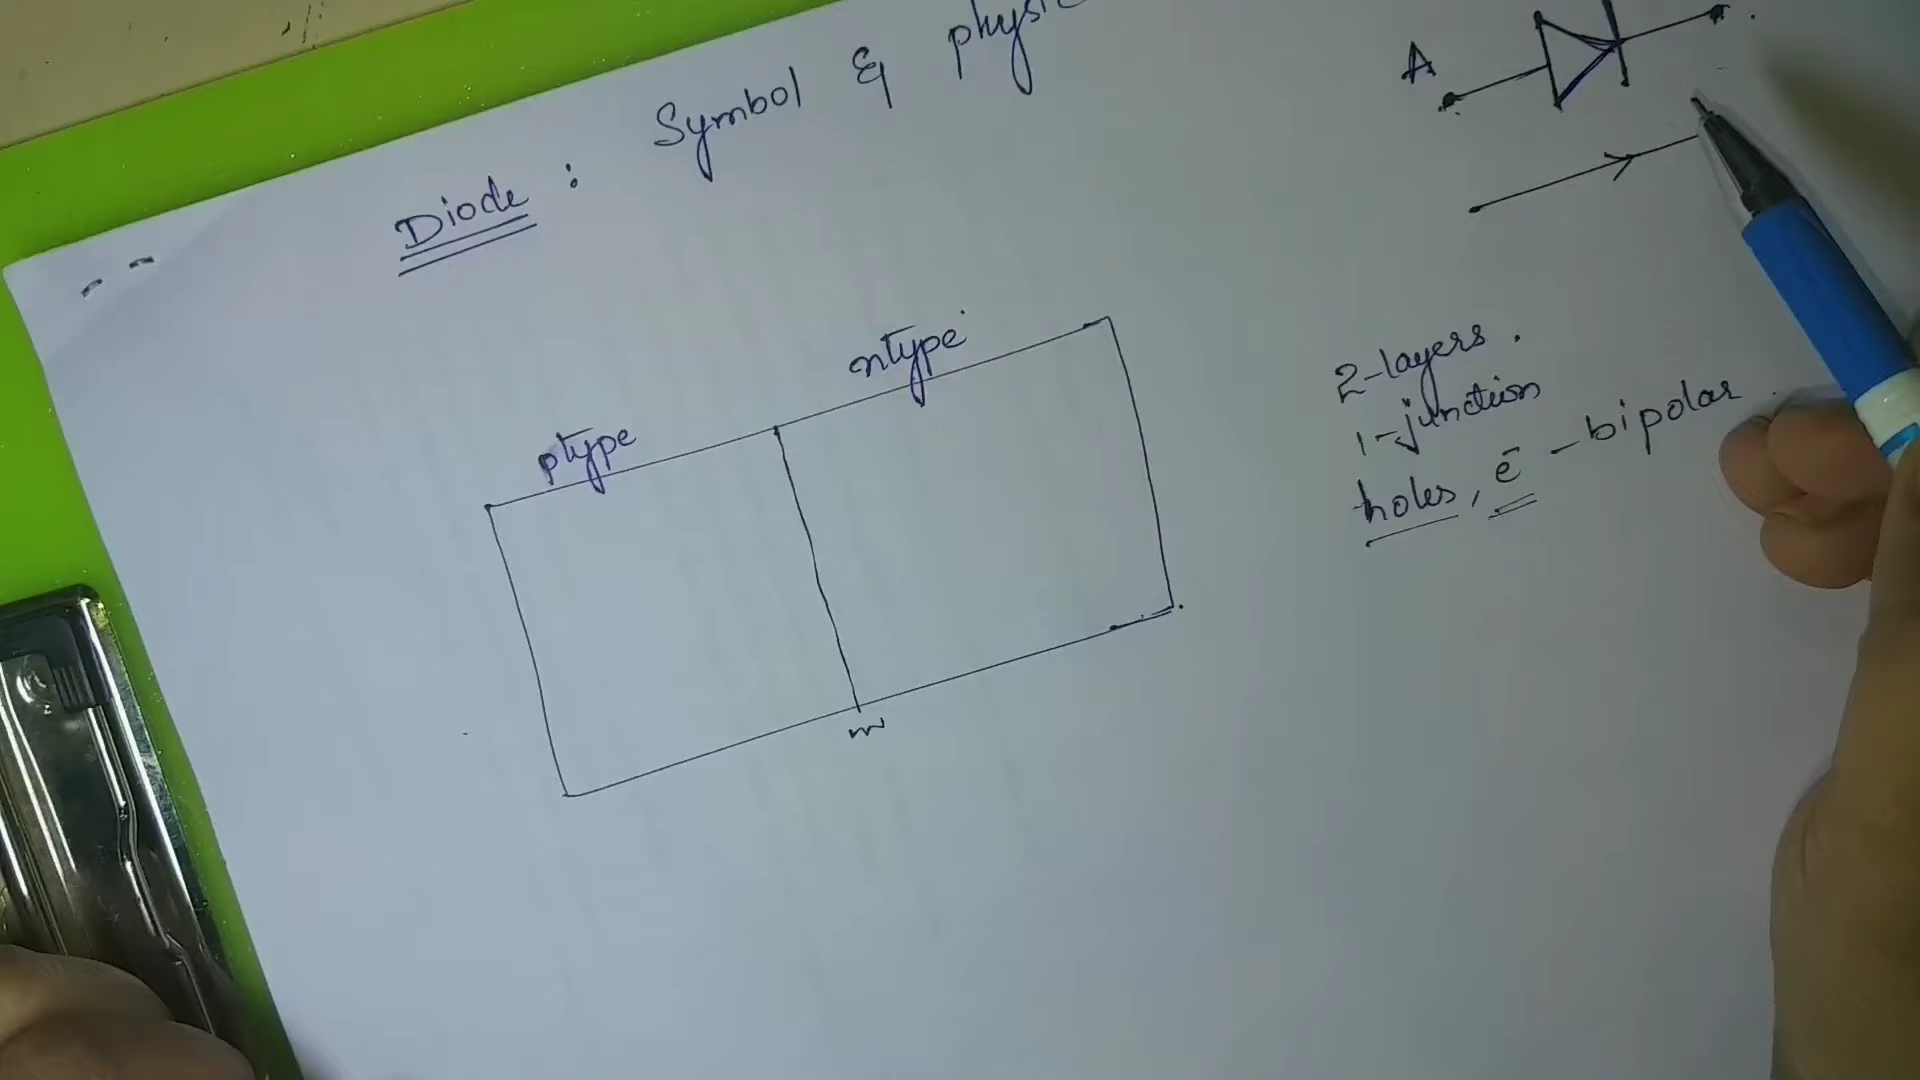 Diode : Symbol &
A
ptype
ntype
2-layers.
1-junction
holes, e̅ - bipolar